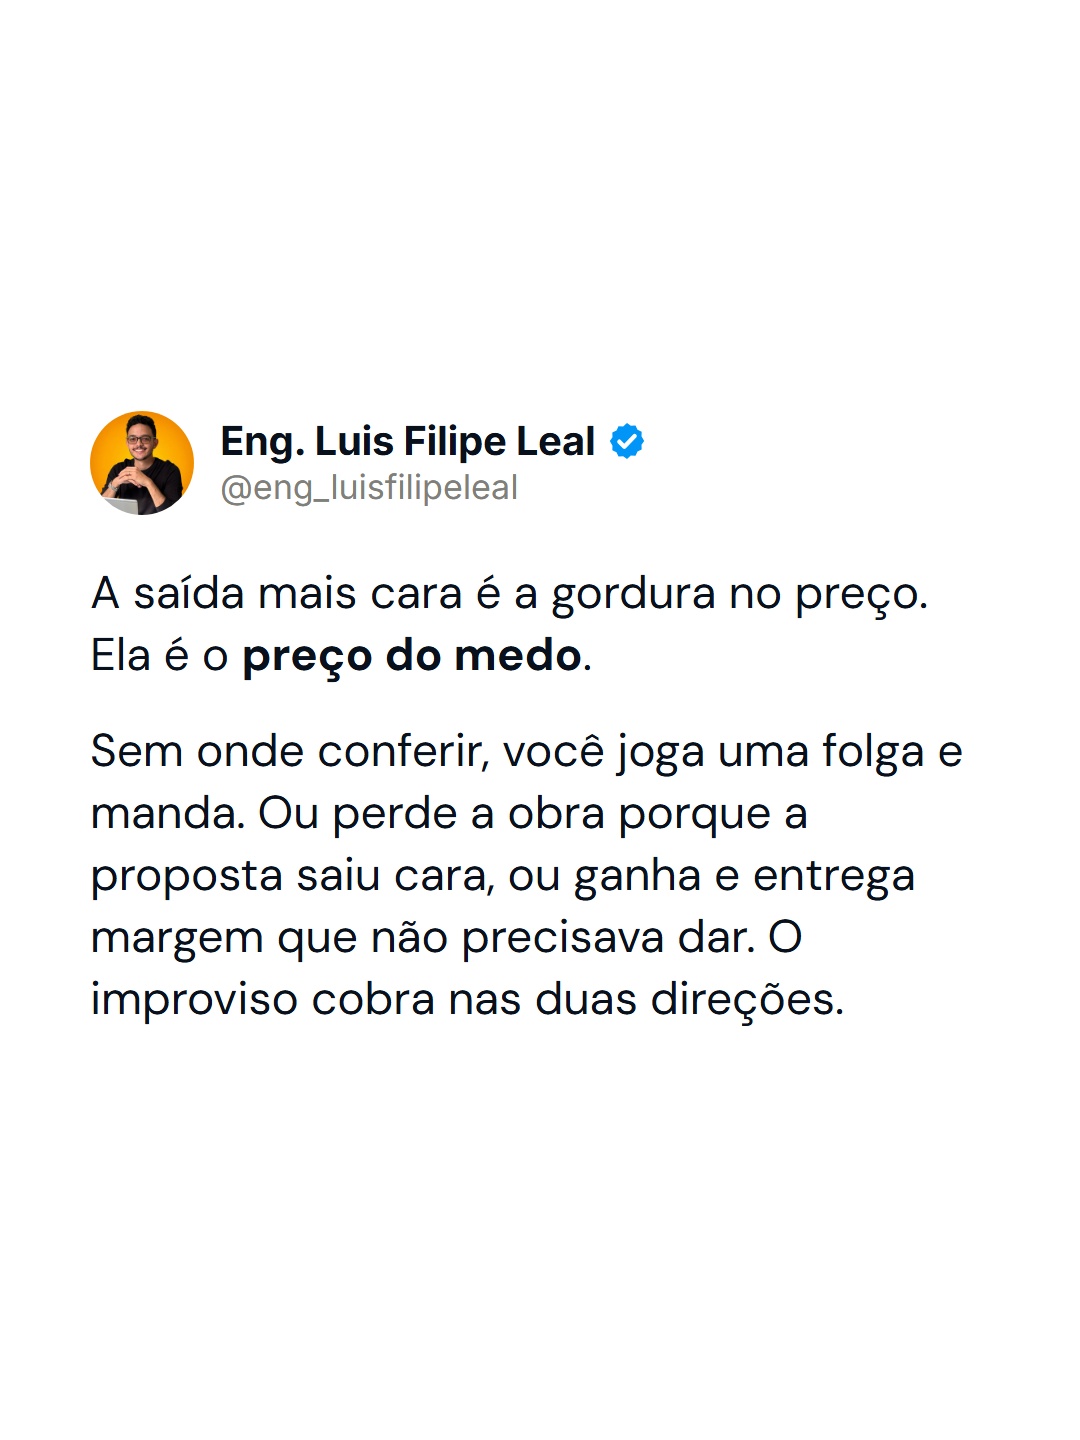 Eng. Luis Filipe Leal
@eng_luisfilipeleal
A saída mais cara é a gordura no preço.
Ela é o preço do medo.
Sem onde conferir, você joga uma folga e
manda. Ou perde a obra porque a
proposta saiu cara, ou ganha e entrega
margem que não precisava dar. O
improviso cobra nas duas direções.